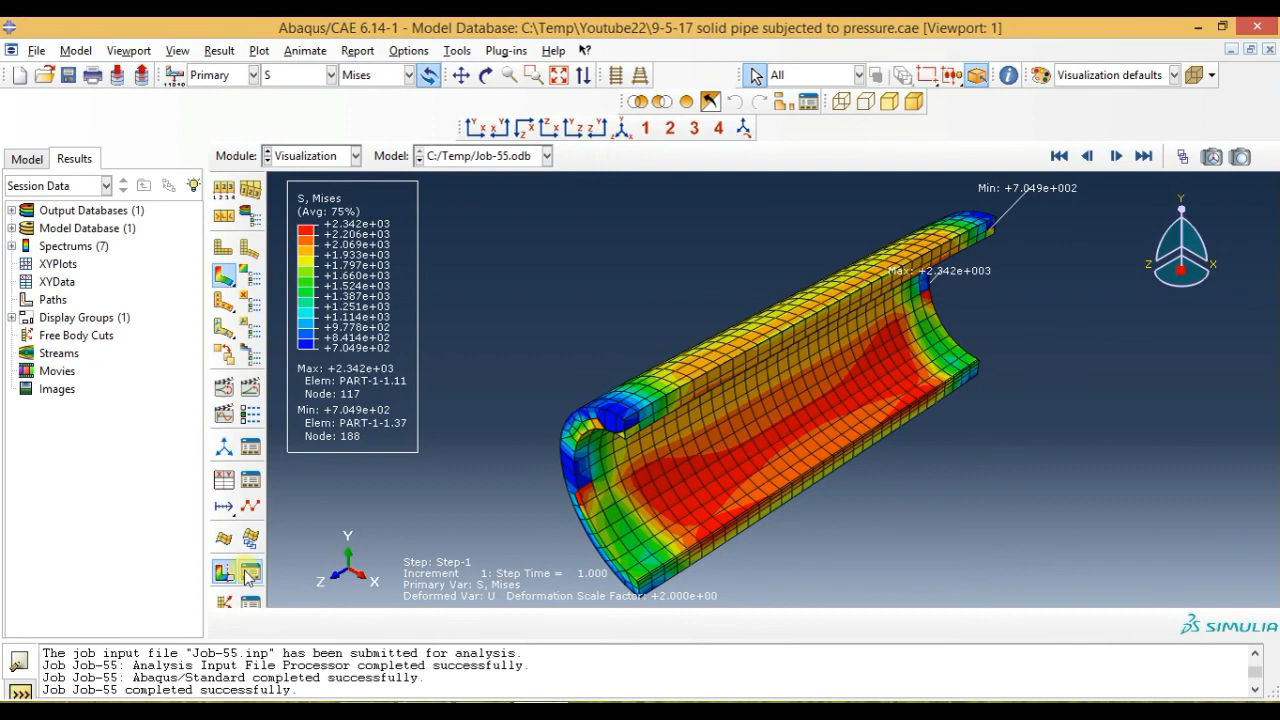 Abaqus/CAE 6.14-1 - Model Database: C:\Temp\Youtube22\9-5-17 solid pipe subjected to pressure.cae [Viewport: 1]
File Model Viewport View Result Plot Animate Report Options Tools Plug-ins Help
Primary S Mises All Visualization defaults
1 2 3 4
Model Results Module: Visualization Model: C:/Temp/Job-55.odb
Session Data
Output Databases (1)
Model Database (1)
Spectrums (7)
XYPlots
XYData
Paths
Display Groups (1)
Free Body Cuts
Streams
Movies
Images
S, Mises
(Avg: 75%)
+2.342e+03
+2.206e+03
+2.069e+03
+1.933e+03
+1.797e+03
+1.660e+03
+1.524e+03
+1.387e+03
+1.251e+03
+1.114e+03
+9.778e+02
+8.414e+02
+7.049e+02
Max: +2.342e+03
Elem: PART-1-1.11
Node: 117
Min: +7.049e+02
Elem: PART-1-1.37
Node: 188
Min: +7.049e+002
Max: +2.342e+003
Y
Z X
Y
Z X
Step: Step-1
Increment 1: Step Time = 1.000
Primary Var: S, Mises
Deformed Var: U Deformation Scale Factor: +2.000e+00
SIMULIA
The job input file "Job-55.inp" has been submitted for analysis.
Job Job-55: Analysis Input File Processor completed successfully.
Job Job-55: Abaqus/Standard completed successfully.
Job Job-55 completed successfully.
>>>